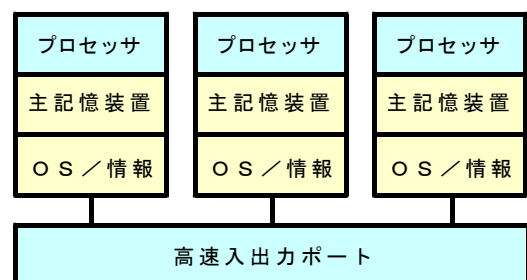 プロセッサ プロセッサ プロセッサ
主記憶装置 主記憶装置 主記憶装置
ＯＳ／情報 ＯＳ／情報 ＯＳ／情報
高速入出力ポート